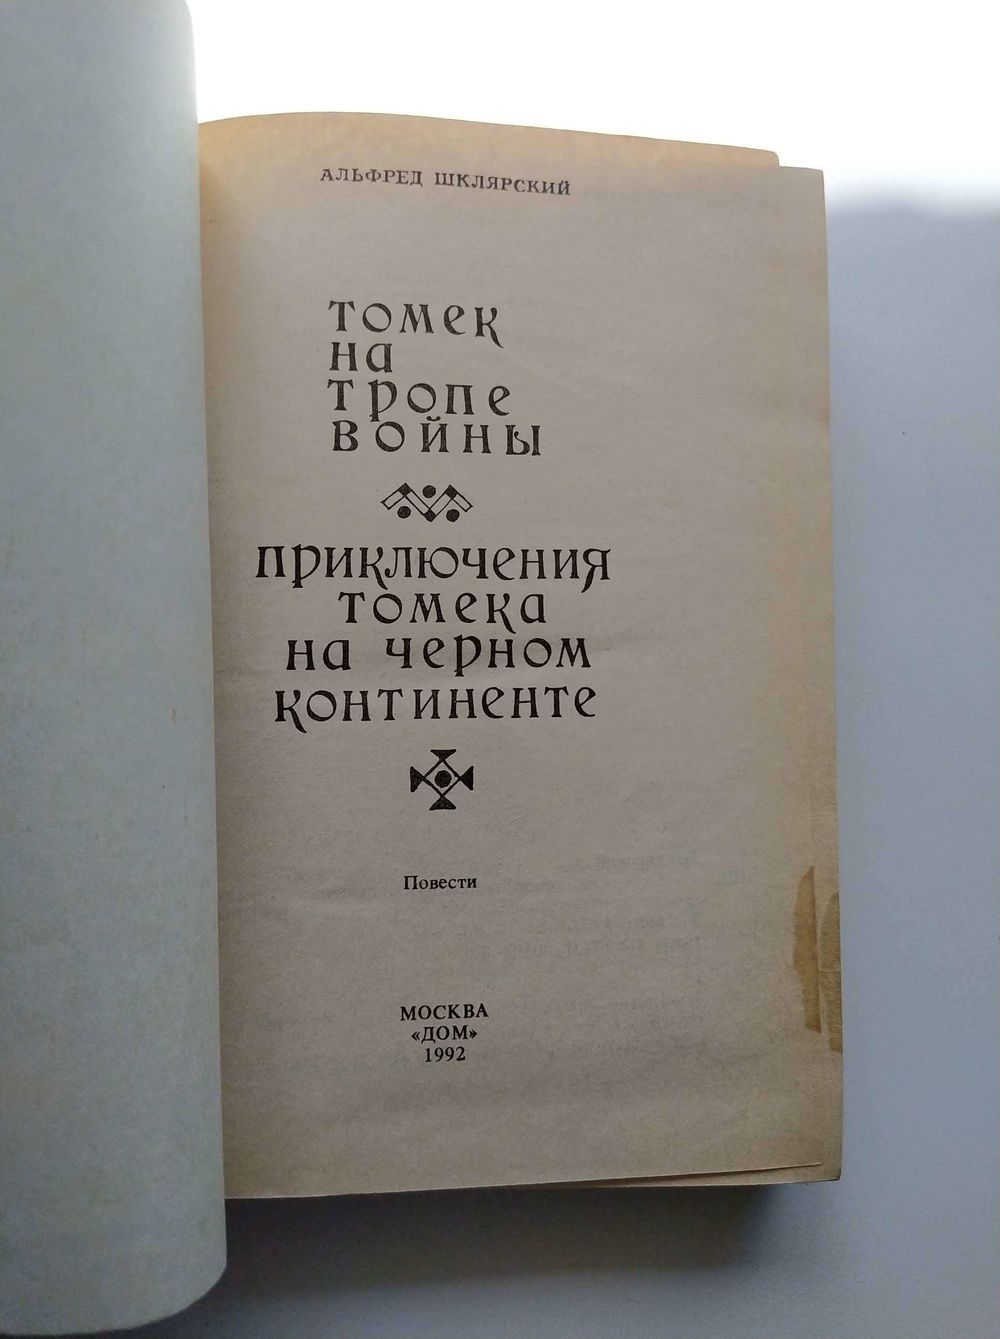 АЛЬФРЕД ШКЛЯРСКИЙ
ТОМЕК
НА
ТРОПЕ
ВОЙНЫ
ПРИКЛЮЧЕНИЯ
ТОМЕКА
НА ЧЕРНОМ
КОНТИНЕНТЕ
Повести
МОСКВА
«ДОМ»
1992